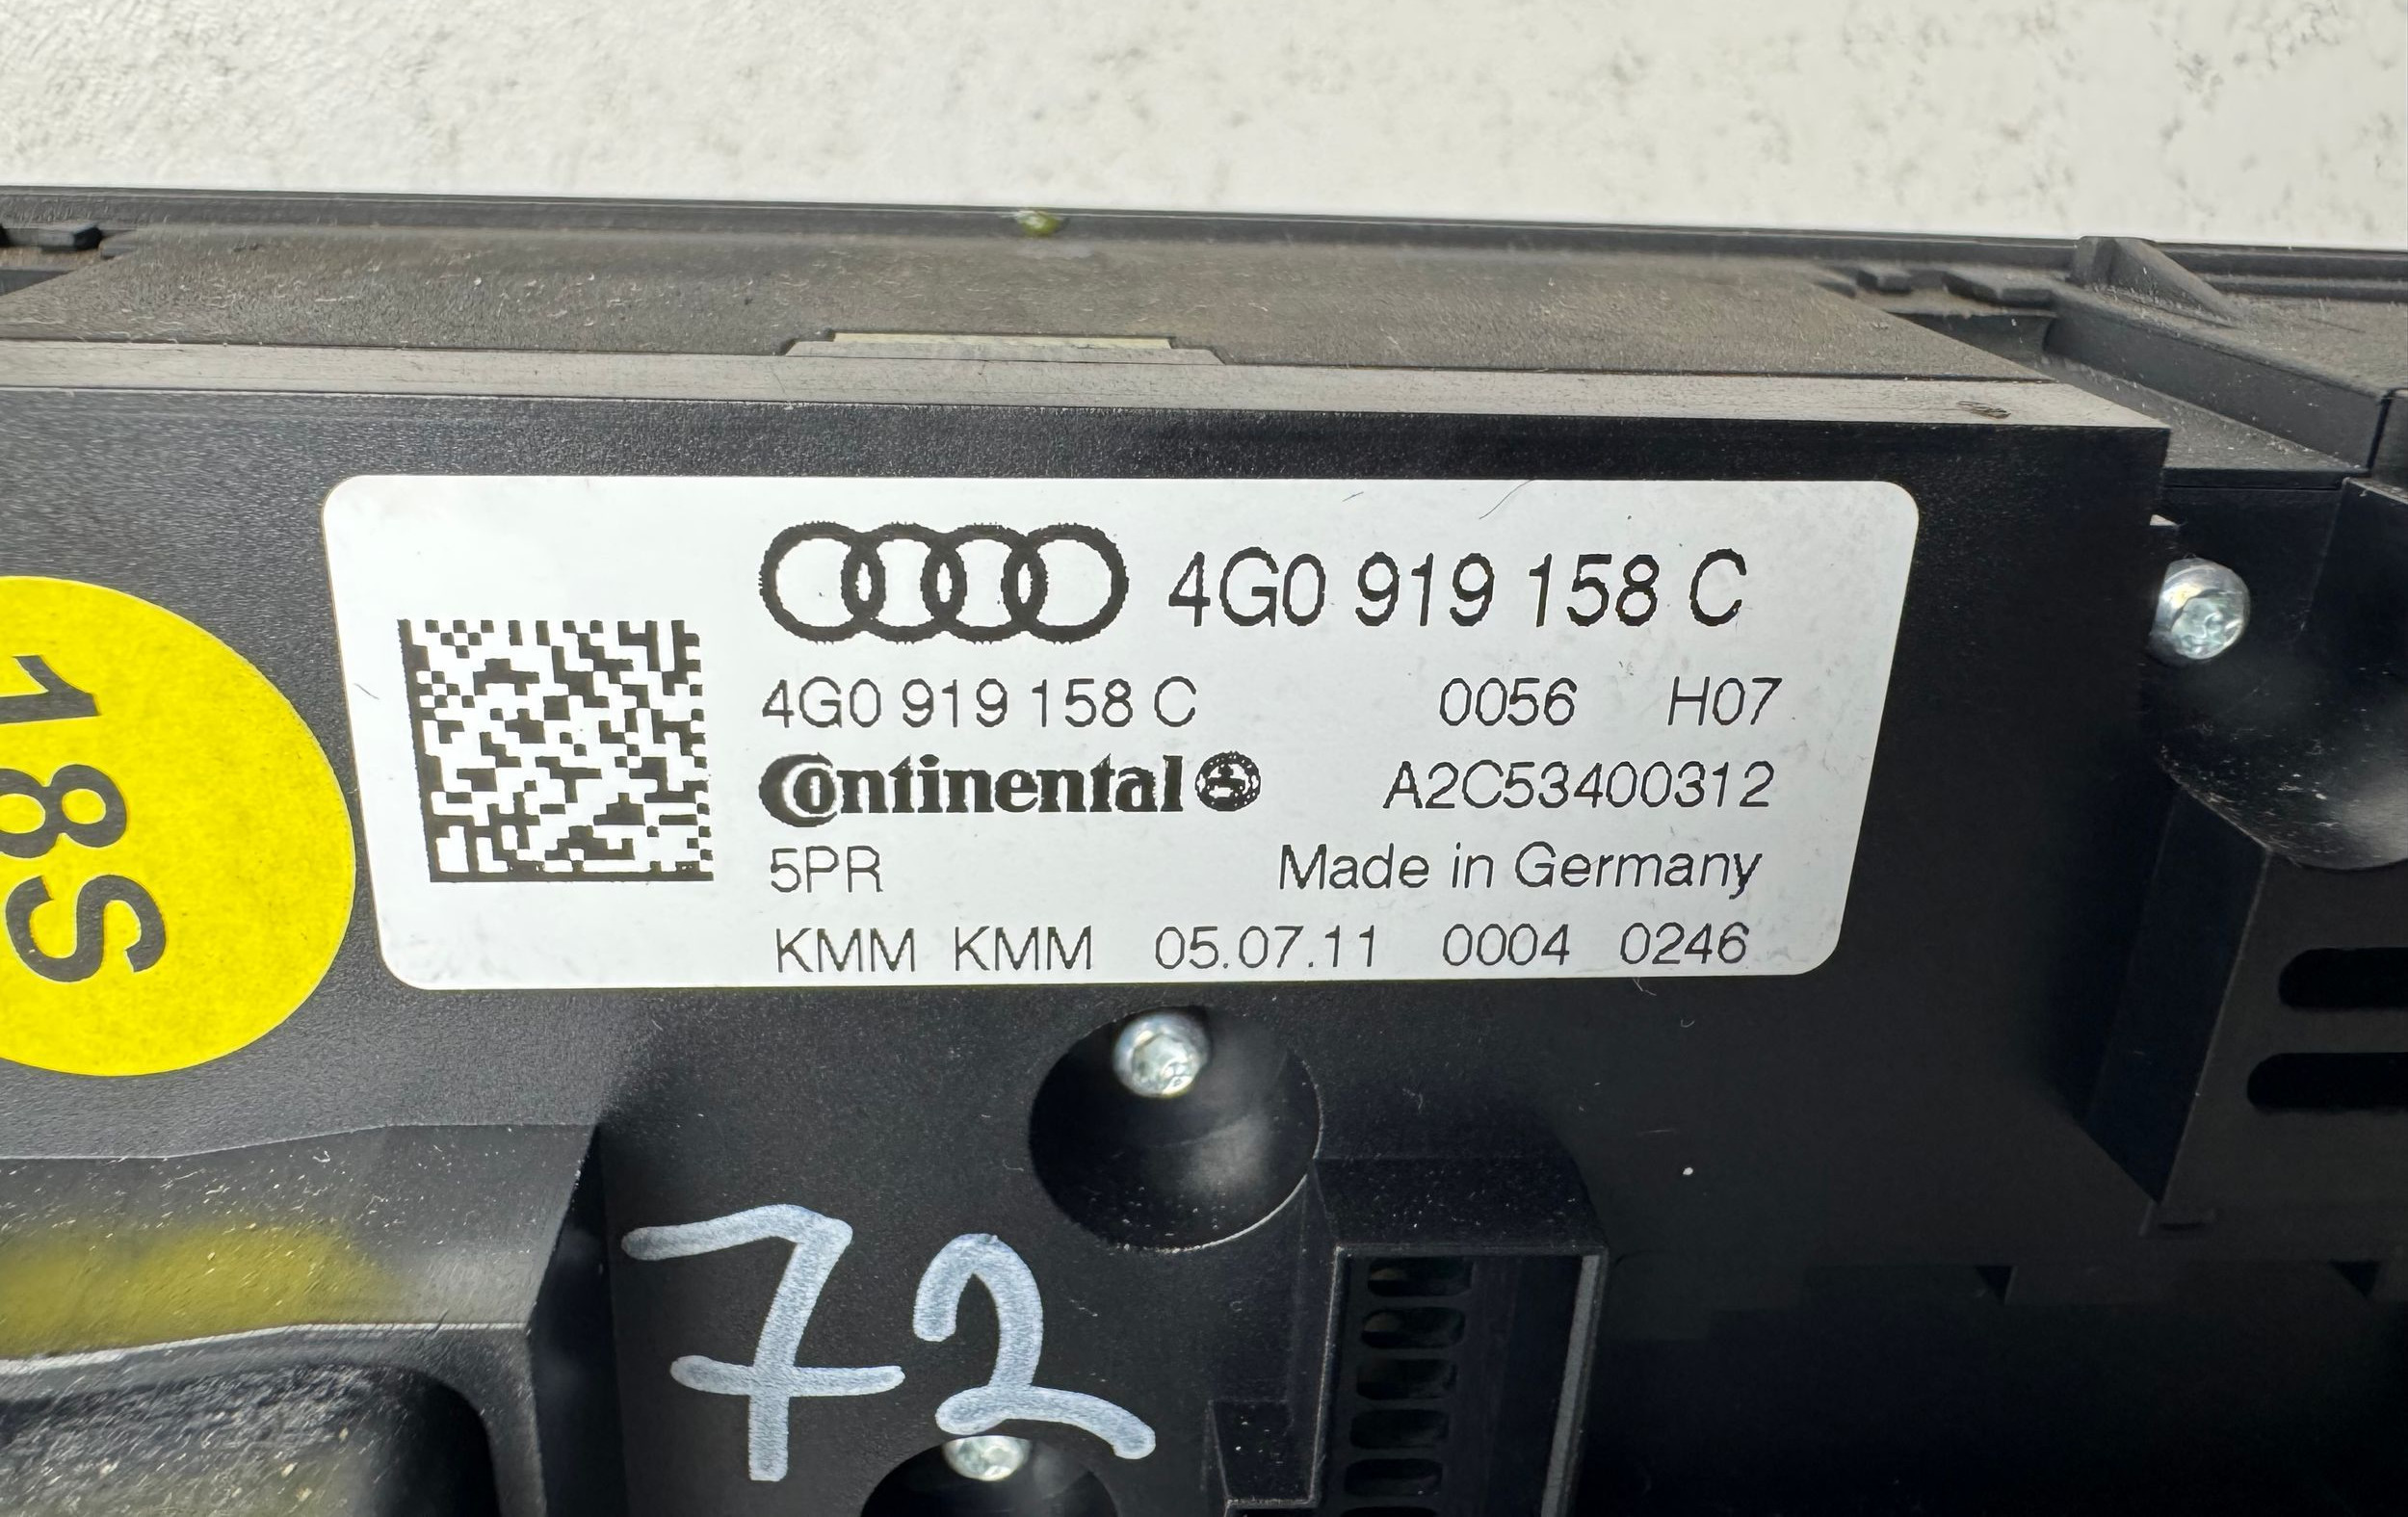 4G0 919 158 C
4G0 919 158 C 0056 H07
Continental A2C53400312
5PR Made in Germany
KMM KMM 05.07.11 0004 0246
18S
72